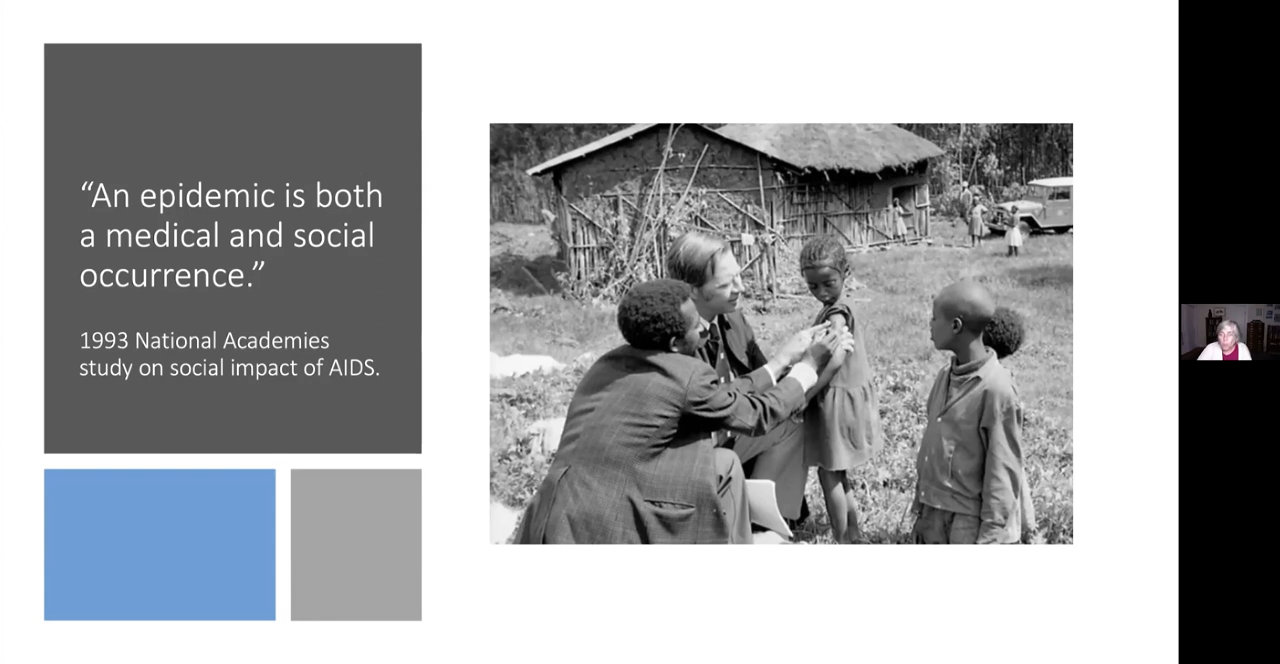 “An epidemic is both
a medical and social
occurrence.”
1993 National Academies
study on social impact of AIDS.